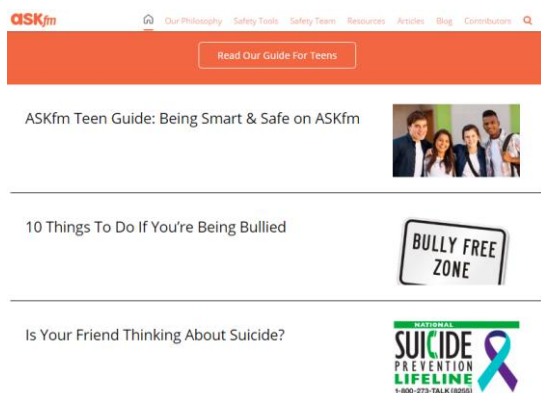 ASKfm Our Philosophy Safety Tools Safety Team Resources Articles Blog Contributors
Read Our Guide For Teens
ASKfm Teen Guide: Being Smart & Safe on ASKfm
10 Things To Do If You're Being Bullied
BULLY FREE
ZONE
Is Your Friend Thinking About Suicide?
NATIONAL
SUICIDE
PREVENTION
LIFELINE
1-800-273-TALK (8255)